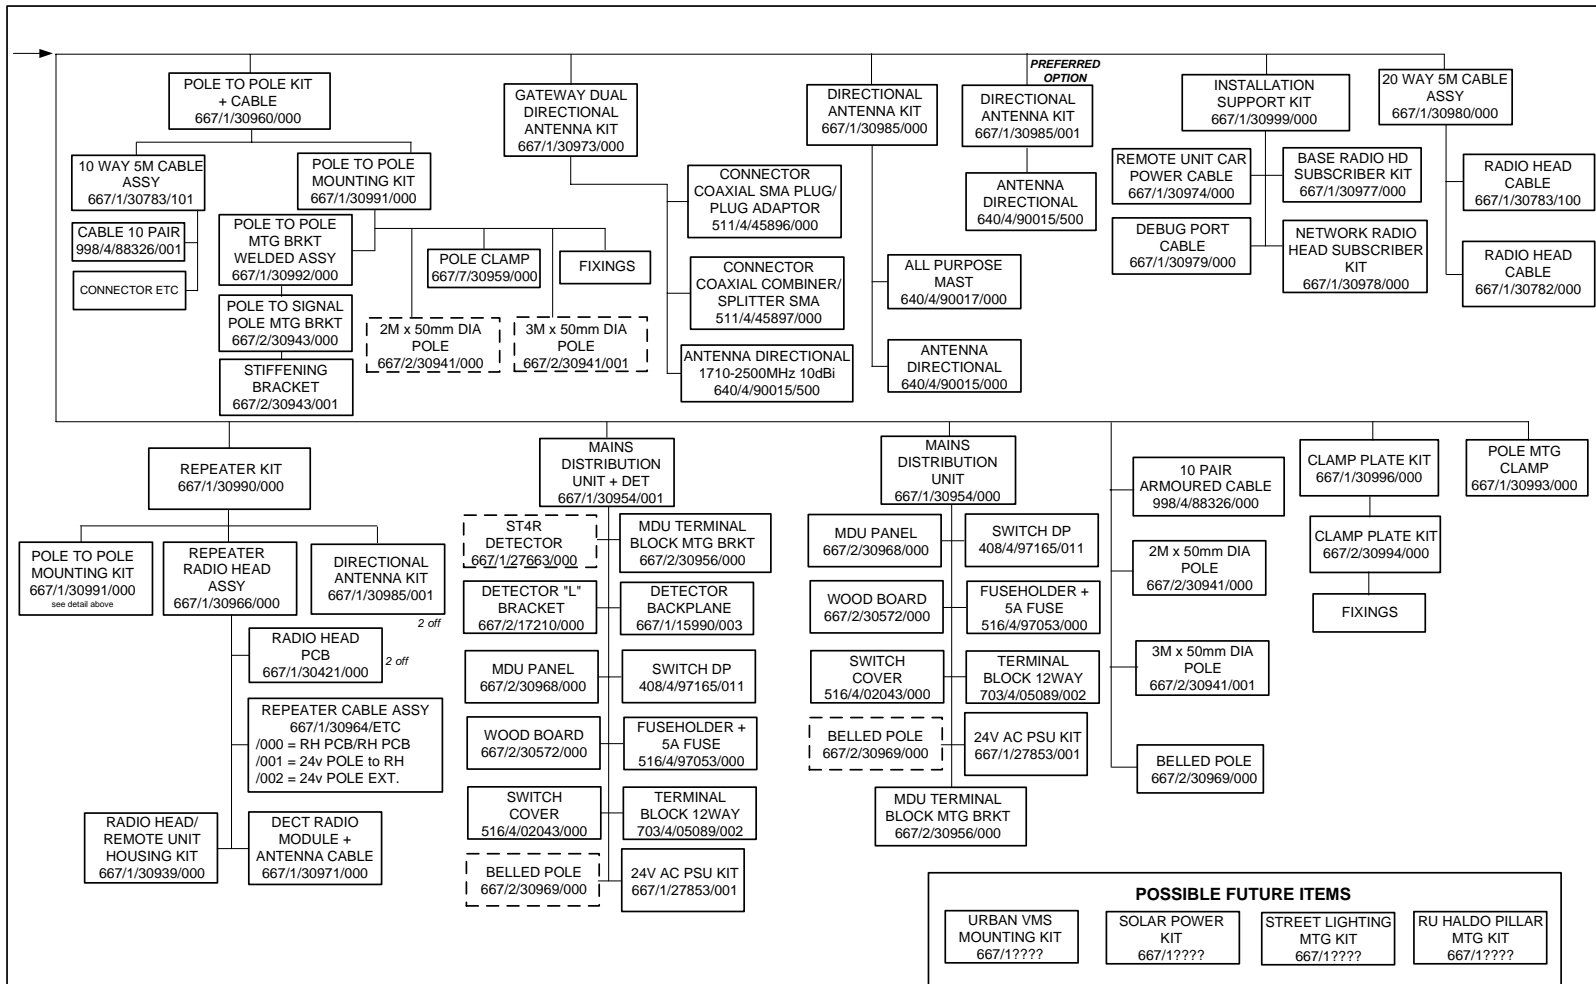 POLE TO POLE KIT
+ CABLE
667/1/30960/000
GATEWAY DUAL
DIRECTIONAL
ANTENNA KIT
667/1/30973/000
DIRECTIONAL
ANTENNA KIT
667/1/30985/000
PREFERRED
OPTION
DIRECTIONAL
ANTENNA KIT
667/1/30985/001
INSTALLATION
SUPPORT KIT
667/1/30999/000
20 WAY 5M CABLE
ASSY
667/1/30980/000
10 WAY 5M CABLE
ASSY
667/1/30783/101
POLE TO POLE
MOUNTING KIT
667/1/30991/000
CABLE 10 PAIR
998/4/88326/001
CONNECTOR ETC
POLE TO POLE
MTG BRKT
WELDED ASSY
667/1/30992/000
POLE TO SIGNAL
POLE MTG BRKT
667/2/30943/000
STIFFENING
BRACKET
667/2/30943/001
POLE CLAMP
667/7/30959/000
FIXINGS
2M x 50mm DIA
POLE
667/2/30941/000
3M x 50mm DIA
POLE
667/2/30941/001
CONNECTOR
COAXIAL SMA PLUG/
PLUG ADAPTOR
511/4/45896/000
CONNECTOR
COAXIAL COMBINER/
SPLITTER SMA
511/4/45897/000
ANTENNA DIRECTIONAL
1710-2500MHz 10dBi
640/4/90015/500
ALL PURPOSE
MAST
640/4/90017/000
ANTENNA
DIRECTIONAL
640/4/90015/000
ANTENNA
DIRECTIONAL
640/4/90015/500
REMOTE UNIT CAR
POWER CABLE
667/1/30974/000
BASE RADIO HD
SUBSCRIBER KIT
667/1/30977/000
DEBUG PORT
CABLE
667/1/30979/000
NETWORK RADIO
HEAD SUBSCRIBER
KIT
667/1/30978/000
RADIO HEAD
CABLE
667/1/30783/100
RADIO HEAD
CABLE
667/1/30782/000
REPEATER KIT
667/1/30990/000
POLE TO POLE
MOUNTING KIT
667/1/30991/000
see detail above
REPEATER
RADIO HEAD
ASSY
667/1/30966/000
DIRECTIONAL
ANTENNA KIT
667/1/30985/001
2 off
RADIO HEAD
PCB
667/1/30421/000
2 off
REPEATER CABLE ASSY
667/1/30964/ETC
/000 = RH PCB/RH PCB
/001 = 24v POLE to RH
/002 = 24v POLE EXT.
RADIO HEAD/
REMOTE UNIT
HOUSING KIT
667/1/30939/000
DECT RADIO
MODULE +
ANTENNA CABLE
667/1/30971/000
MAINS
DISTRIBUTION
UNIT + DET
667/1/30954/001
ST4R
DETECTOR
667/1/27663/000
MDU TERMINAL
BLOCK MTG BRKT
667/2/30956/000
DETECTOR "L"
BRACKET
667/2/17210/000
DETECTOR
BACKPLANE
667/1/15990/003
MDU PANEL
667/2/30968/000
SWITCH DP
408/4/97165/011
WOOD BOARD
667/2/30572/000
FUSEHOLDER +
5A FUSE
516/4/97053/000
SWITCH
COVER
516/4/02043/000
TERMINAL
BLOCK 12WAY
703/4/05089/002
BELLED POLE
667/2/30969/000
24V AC PSU KIT
667/1/27853/001
MAINS
DISTRIBUTION
UNIT
667/1/30954/000
MDU PANEL
667/2/30968/000
SWITCH DP
408/4/97165/011
WOOD BOARD
667/2/30572/000
FUSEHOLDER +
5A FUSE
516/4/97053/000
SWITCH
COVER
516/4/02043/000
TERMINAL
BLOCK 12WAY
703/4/05089/002
BELLED POLE
667/2/30969/000
24V AC PSU KIT
667/1/27853/001
MDU TERMINAL
BLOCK MTG BRKT
667/2/30956/000
10 PAIR
ARMOURED CABLE
998/4/88326/000
2M x 50mm DIA
POLE
667/2/30941/000
3M x 50mm DIA
POLE
667/2/30941/001
BELLED POLE
667/2/30969/000
CLAMP PLATE KIT
667/1/30996/000
CLAMP PLATE KIT
667/2/30994/000
FIXINGS
POLE MTG
CLAMP
667/1/30993/000
POSSIBLE FUTURE ITEMS
URBAN VMS
MOUNTING KIT
667/1????
SOLAR POWER
KIT
667/1????
STREET LIGHTING
MTG KIT
667/1????
RU HALDO PILLAR
MTG KIT
667/1????